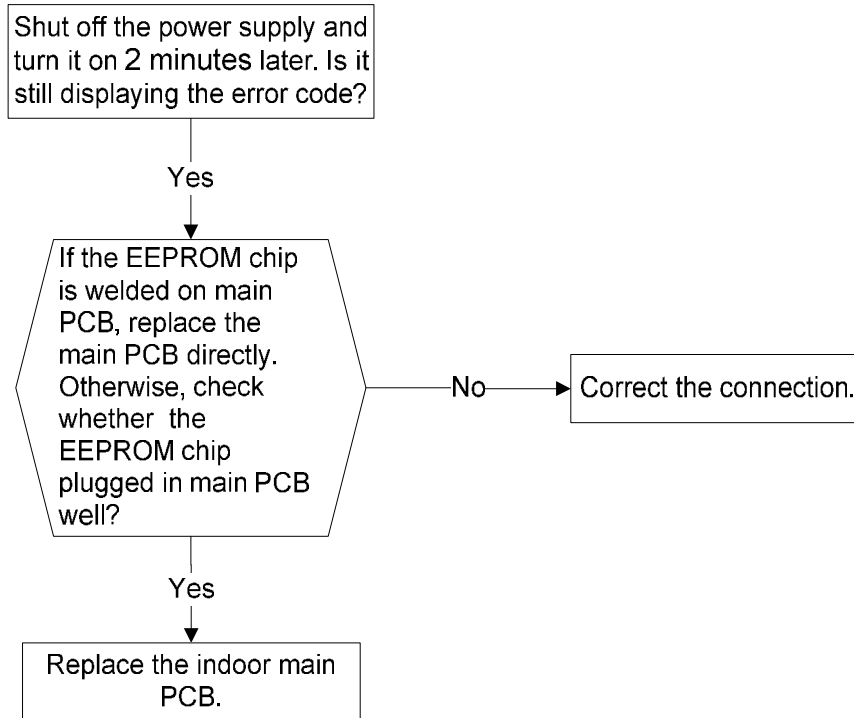 Shut off the power supply and
turn it on 2 minutes later. Is it
still displaying the error code?
Yes
If the EEPROM chip
is welded on main
PCB, replace the
main PCB directly.
Otherwise, check
whether  the
EEPROM chip
plugged in main PCB
well?
No
Correct the connection.
Yes
Replace the indoor main
PCB.